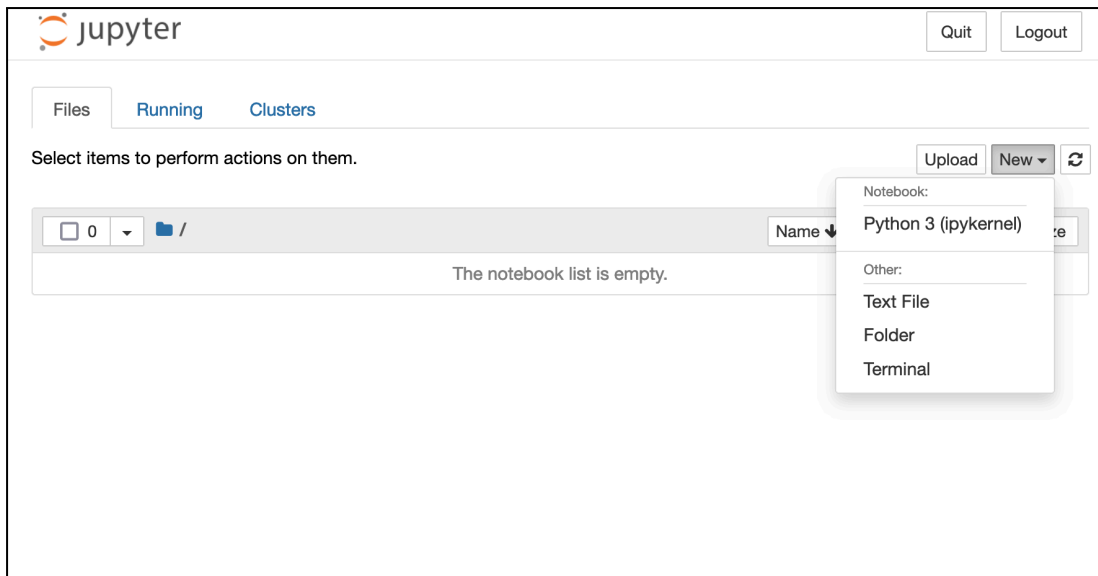 jupyter
Quit Logout
Files Running Clusters
Select items to perform actions on them.
Upload New
Notebook:
Python 3 (ipykernel)
0 / Name
The notebook list is empty.
Other:
Text File
Folder
Terminal